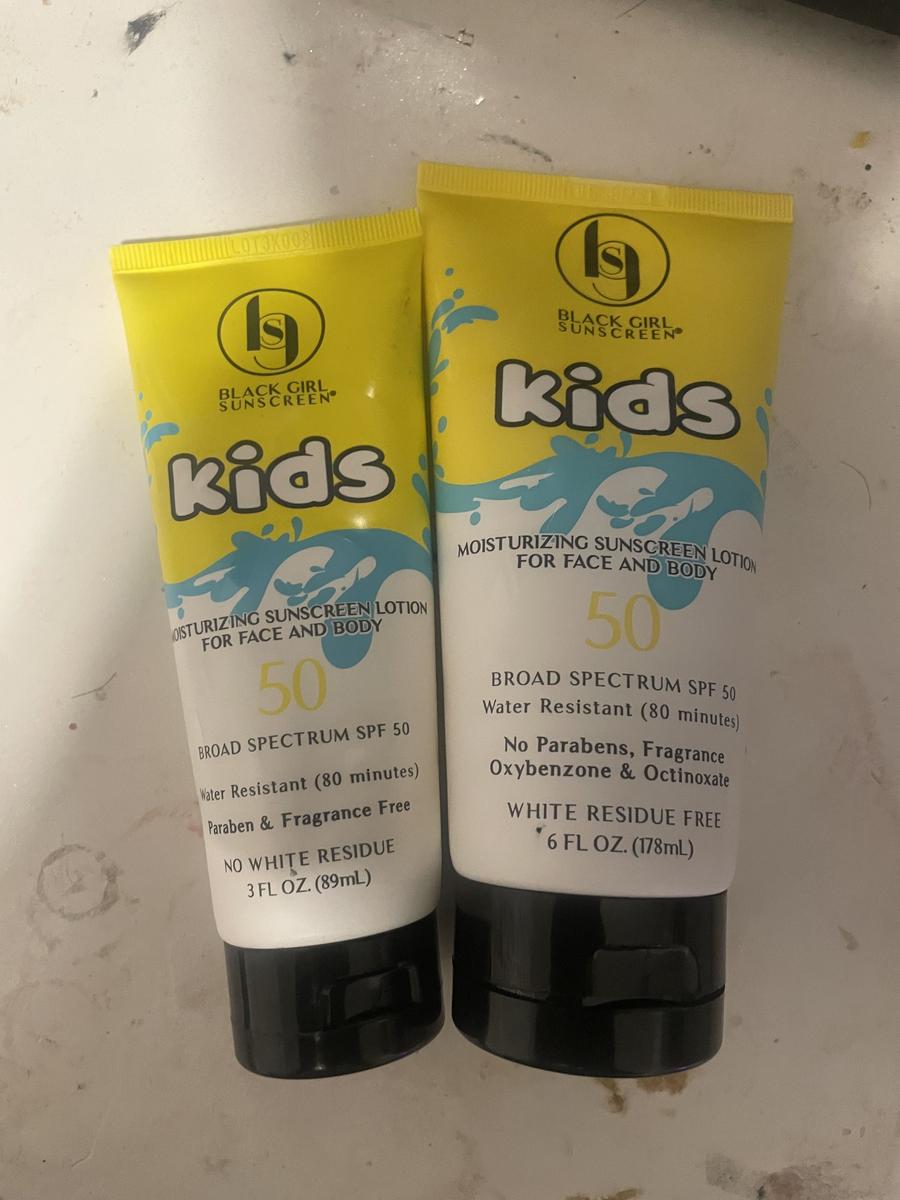 bsg
BLACK GIRL
SUNSCREEN®
kids
MOISTURIZING SUNSCREEN LOTION
FOR FACE AND BODY
50
BROAD SPECTRUM SPF 50
Water Resistant (80 minutes)
Paraben & Fragrance Free
NO WHITE RESIDUE
3 FL OZ. (89mL)
bsg
BLACK GIRL
SUNSCREEN®
kids
MOISTURIZING SUNSCREEN LOTION
FOR FACE AND BODY
50
BROAD SPECTRUM SPF 50
Water Resistant (80 minutes)
No Parabens, Fragrance
Oxybenzone & Octinoxate
WHITE RESIDUE FREE
6 FL OZ. (178mL)